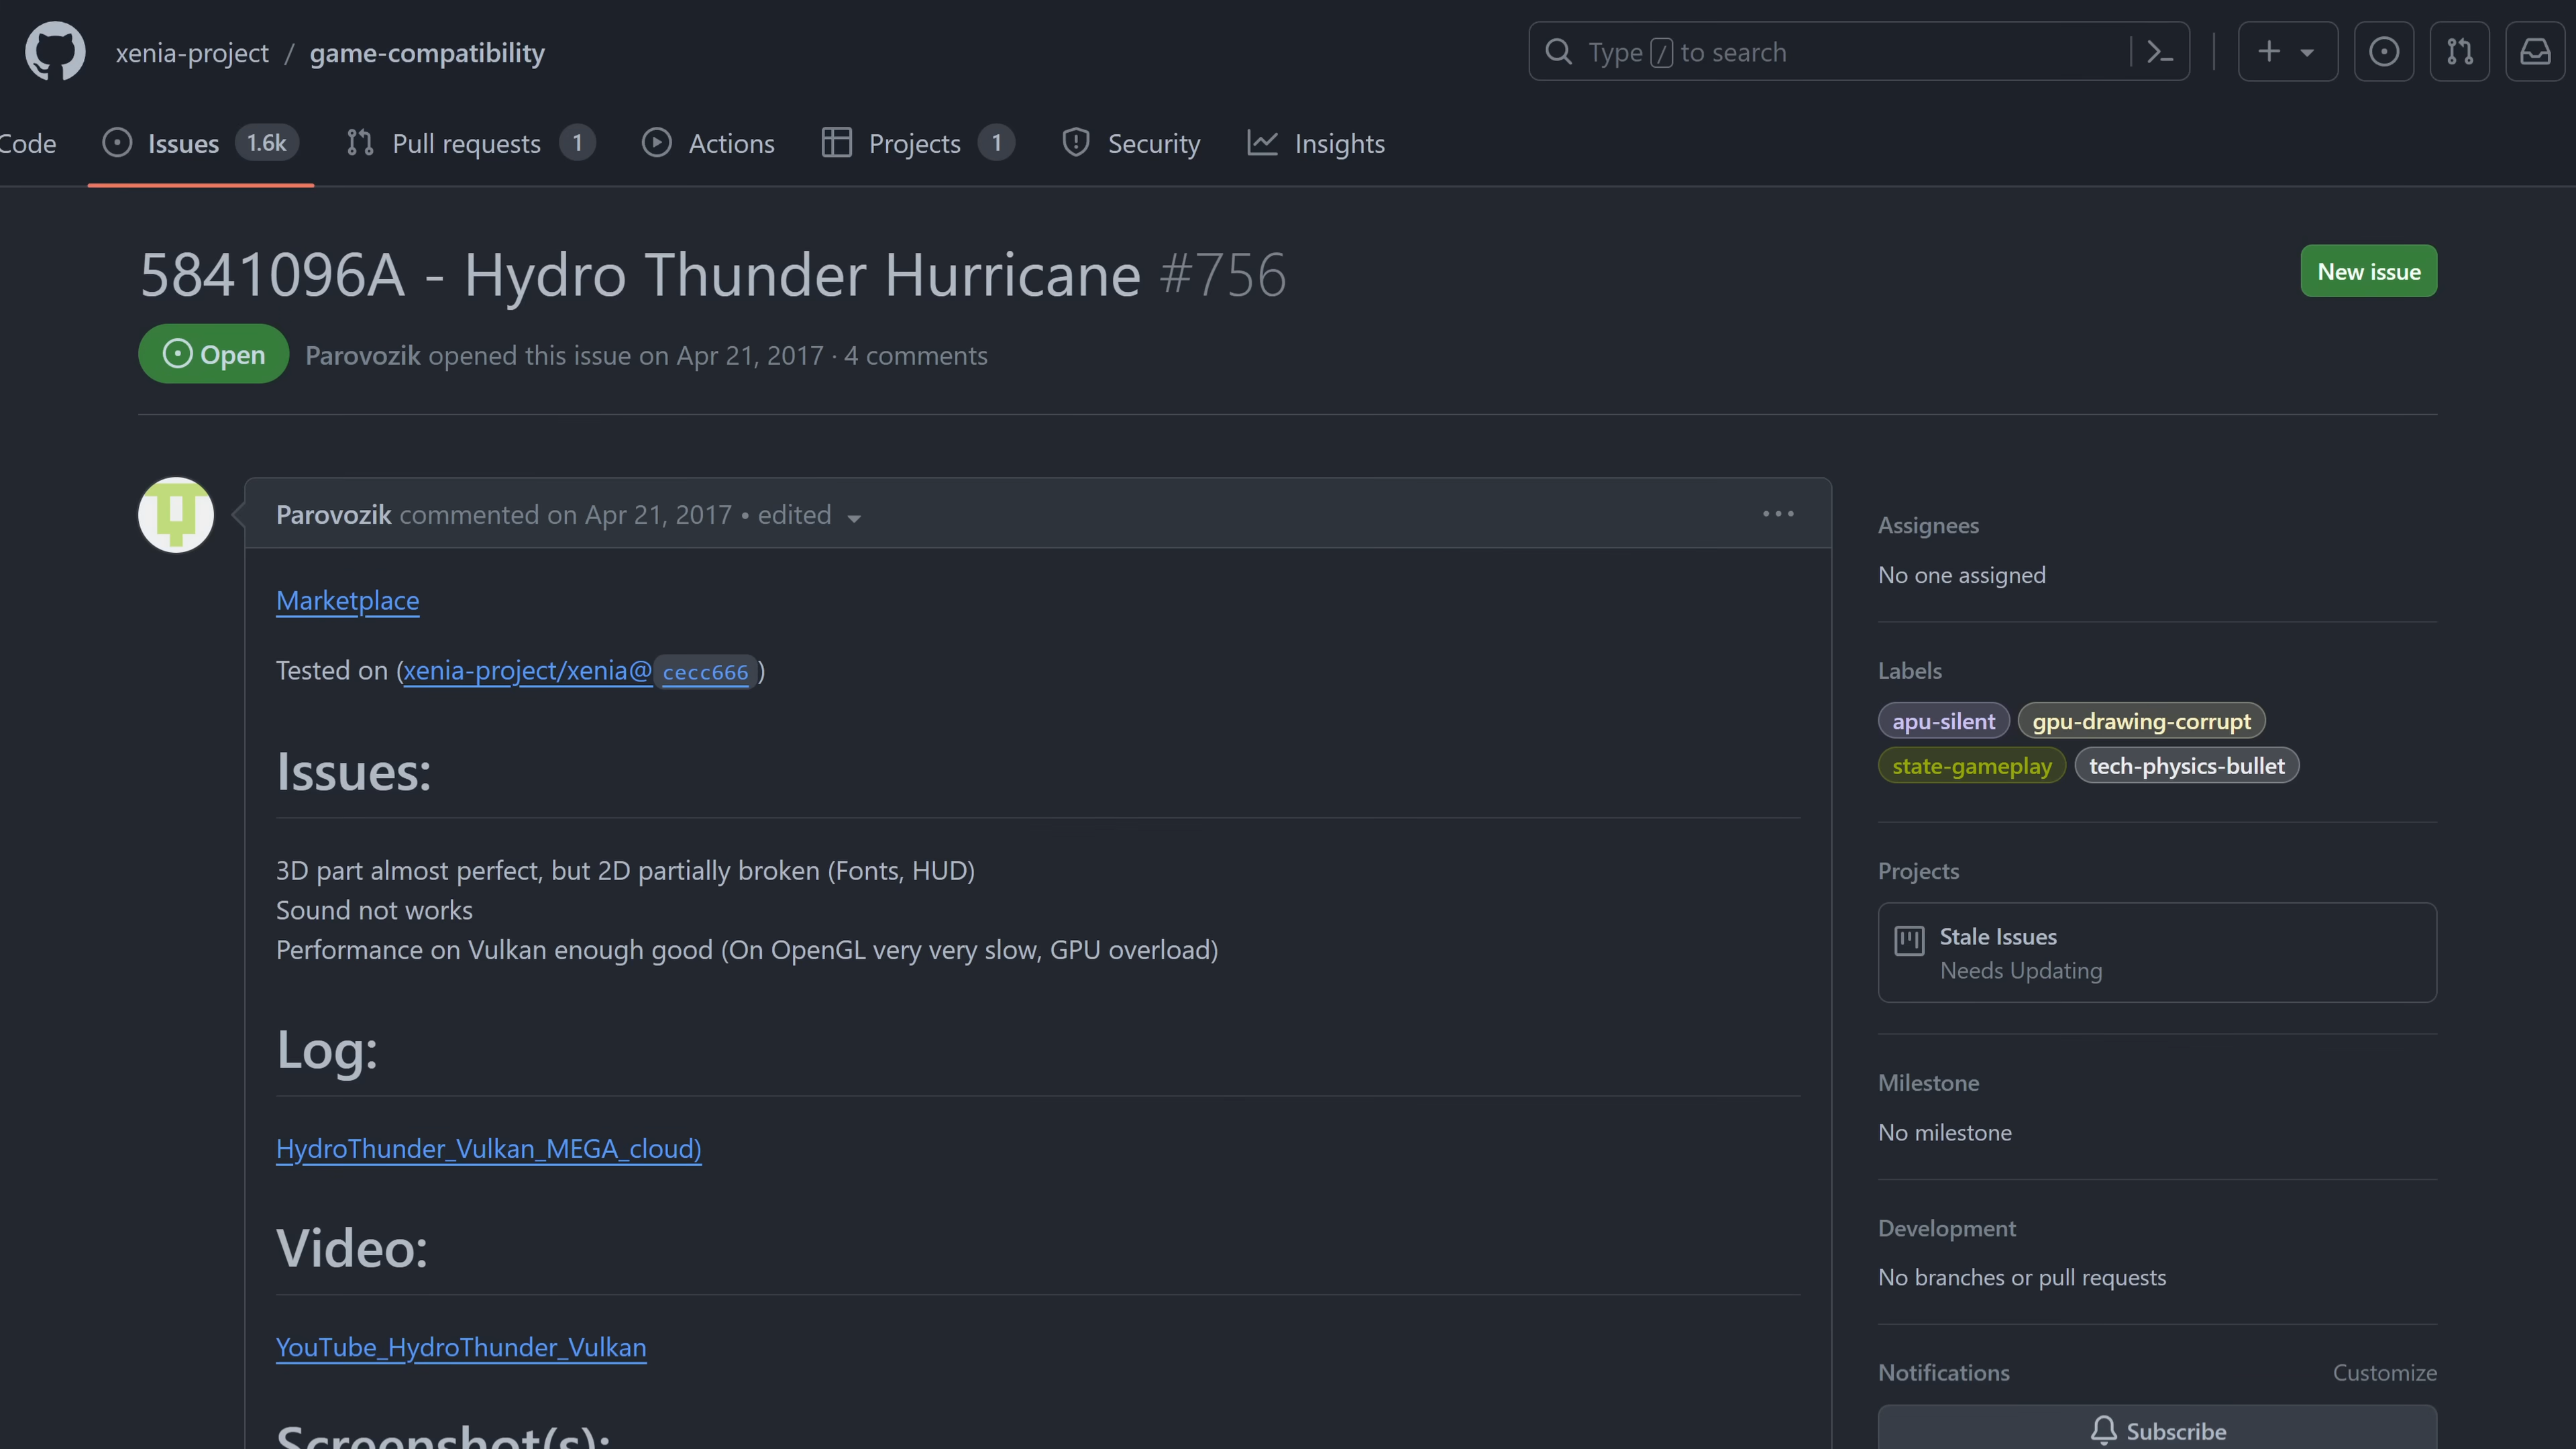 xenia-project / game-compatibility
Type / to search
Code
Issues 1.6k
Pull requests 1
Actions
Projects 1
Security
Insights
5841096A - Hydro Thunder Hurricane #756
New issue
Open
Parovozik opened this issue on Apr 21, 2017 · 4 comments
Parovozik commented on Apr 21, 2017 • edited
Marketplace
Tested on (xenia-project/xenia@cecc666)
Issues:
3D part almost perfect, but 2D partially broken (Fonts, HUD)
Sound not works
Performance on Vulkan enough good (On OpenGL very very slow, GPU overload)
Log:
HydroThunder_Vulkan_MEGA_cloud)
Video:
YouTube_HydroThunder_Vulkan
Screenshot(s):
Assignees
No one assigned
Labels
apu-silent gpu-drawing-corrupt
state-gameplay tech-physics-bullet
Projects
Stale Issues
Needs Updating
Milestone
No milestone
Development
No branches or pull requests
Notifications Customize
Subscribe